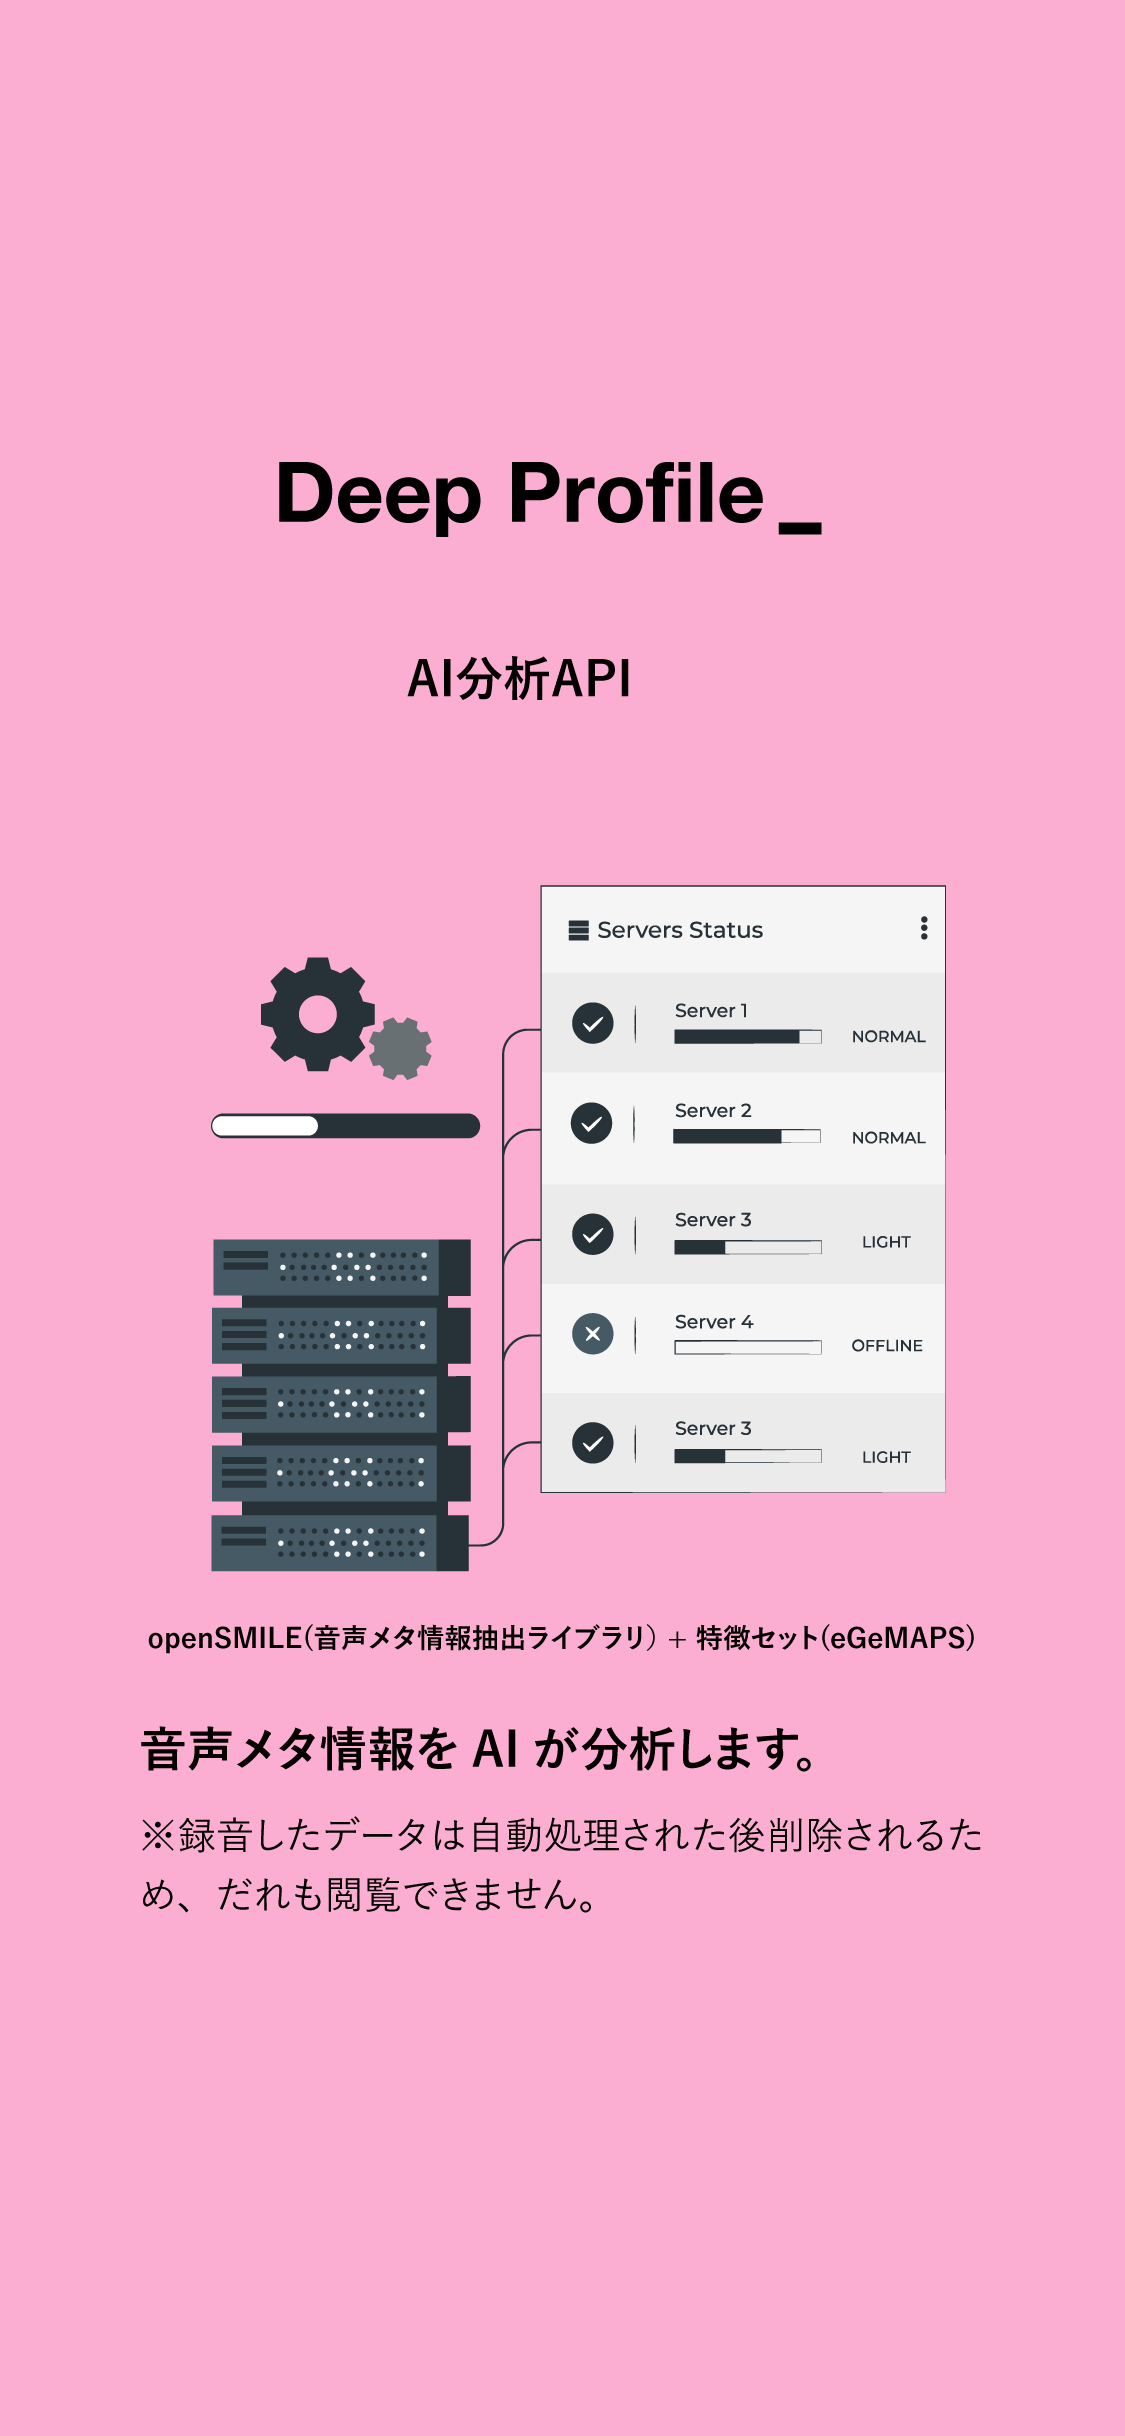 Deep Profile_
AI分析API
Servers Status
Server 1
NORMAL
Server 2
NORMAL
Server 3
LIGHT
Server 4
OFFLINE
Server 3
LIGHT
openSMILE(音声メタ情報抽出ライブラリ) + 特徴セット(eGeMAPS)
音声メタ情報を AI が分析します。
※録音したデータは自動処理された後削除されるた
め、だれも閲覧できません。